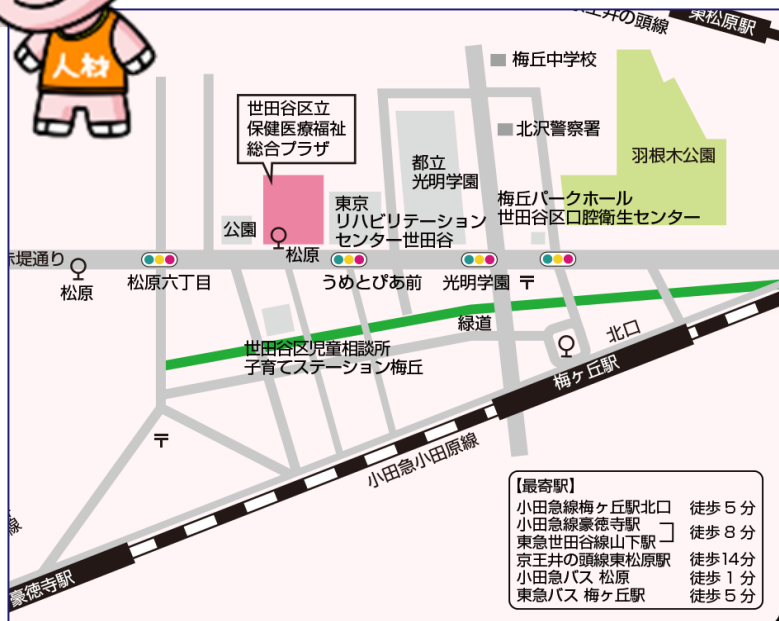 人材
井の頭線
東松原駅
梅丘中学校
北沢警察署
羽根木公園
世田谷区立
保健医療福祉
総合プラザ
都立
光明学園
梅丘パークホール
世田谷区口腔衛生センター
東京
リハビリテーション
センター世田谷
公園
松原
赤堤通り
松原
松原六丁目
うめとぴあ前
光明学園
〒
緑道
世田谷区児童相談所
子育てステーション梅丘
北口
梅ヶ丘駅
〒
小田急小田原線
線
豪徳寺駅
【最寄駅】
小田急線梅ヶ丘駅北口 徒歩5分
小田急線豪徳寺駅
東急世田谷線山下駅 徒歩8分
京王井の頭線東松原駅 徒歩14分
小田急バス 松原 徒歩1分
東急バス 梅ヶ丘駅 徒歩5分